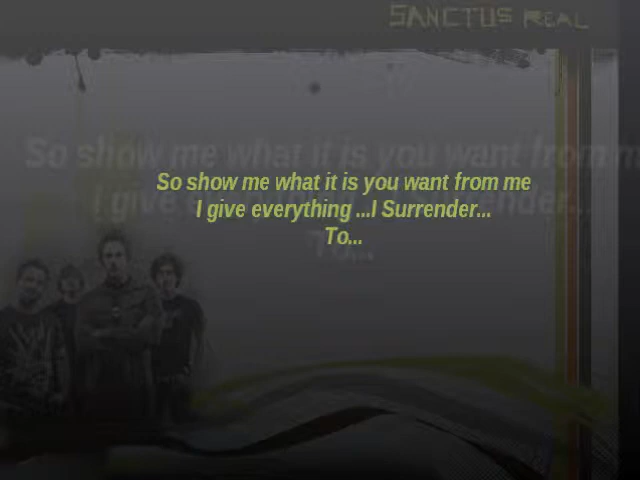 SANCTUS REAL
So show me what it is you want from me
I give everything ...I Surrender...
To...